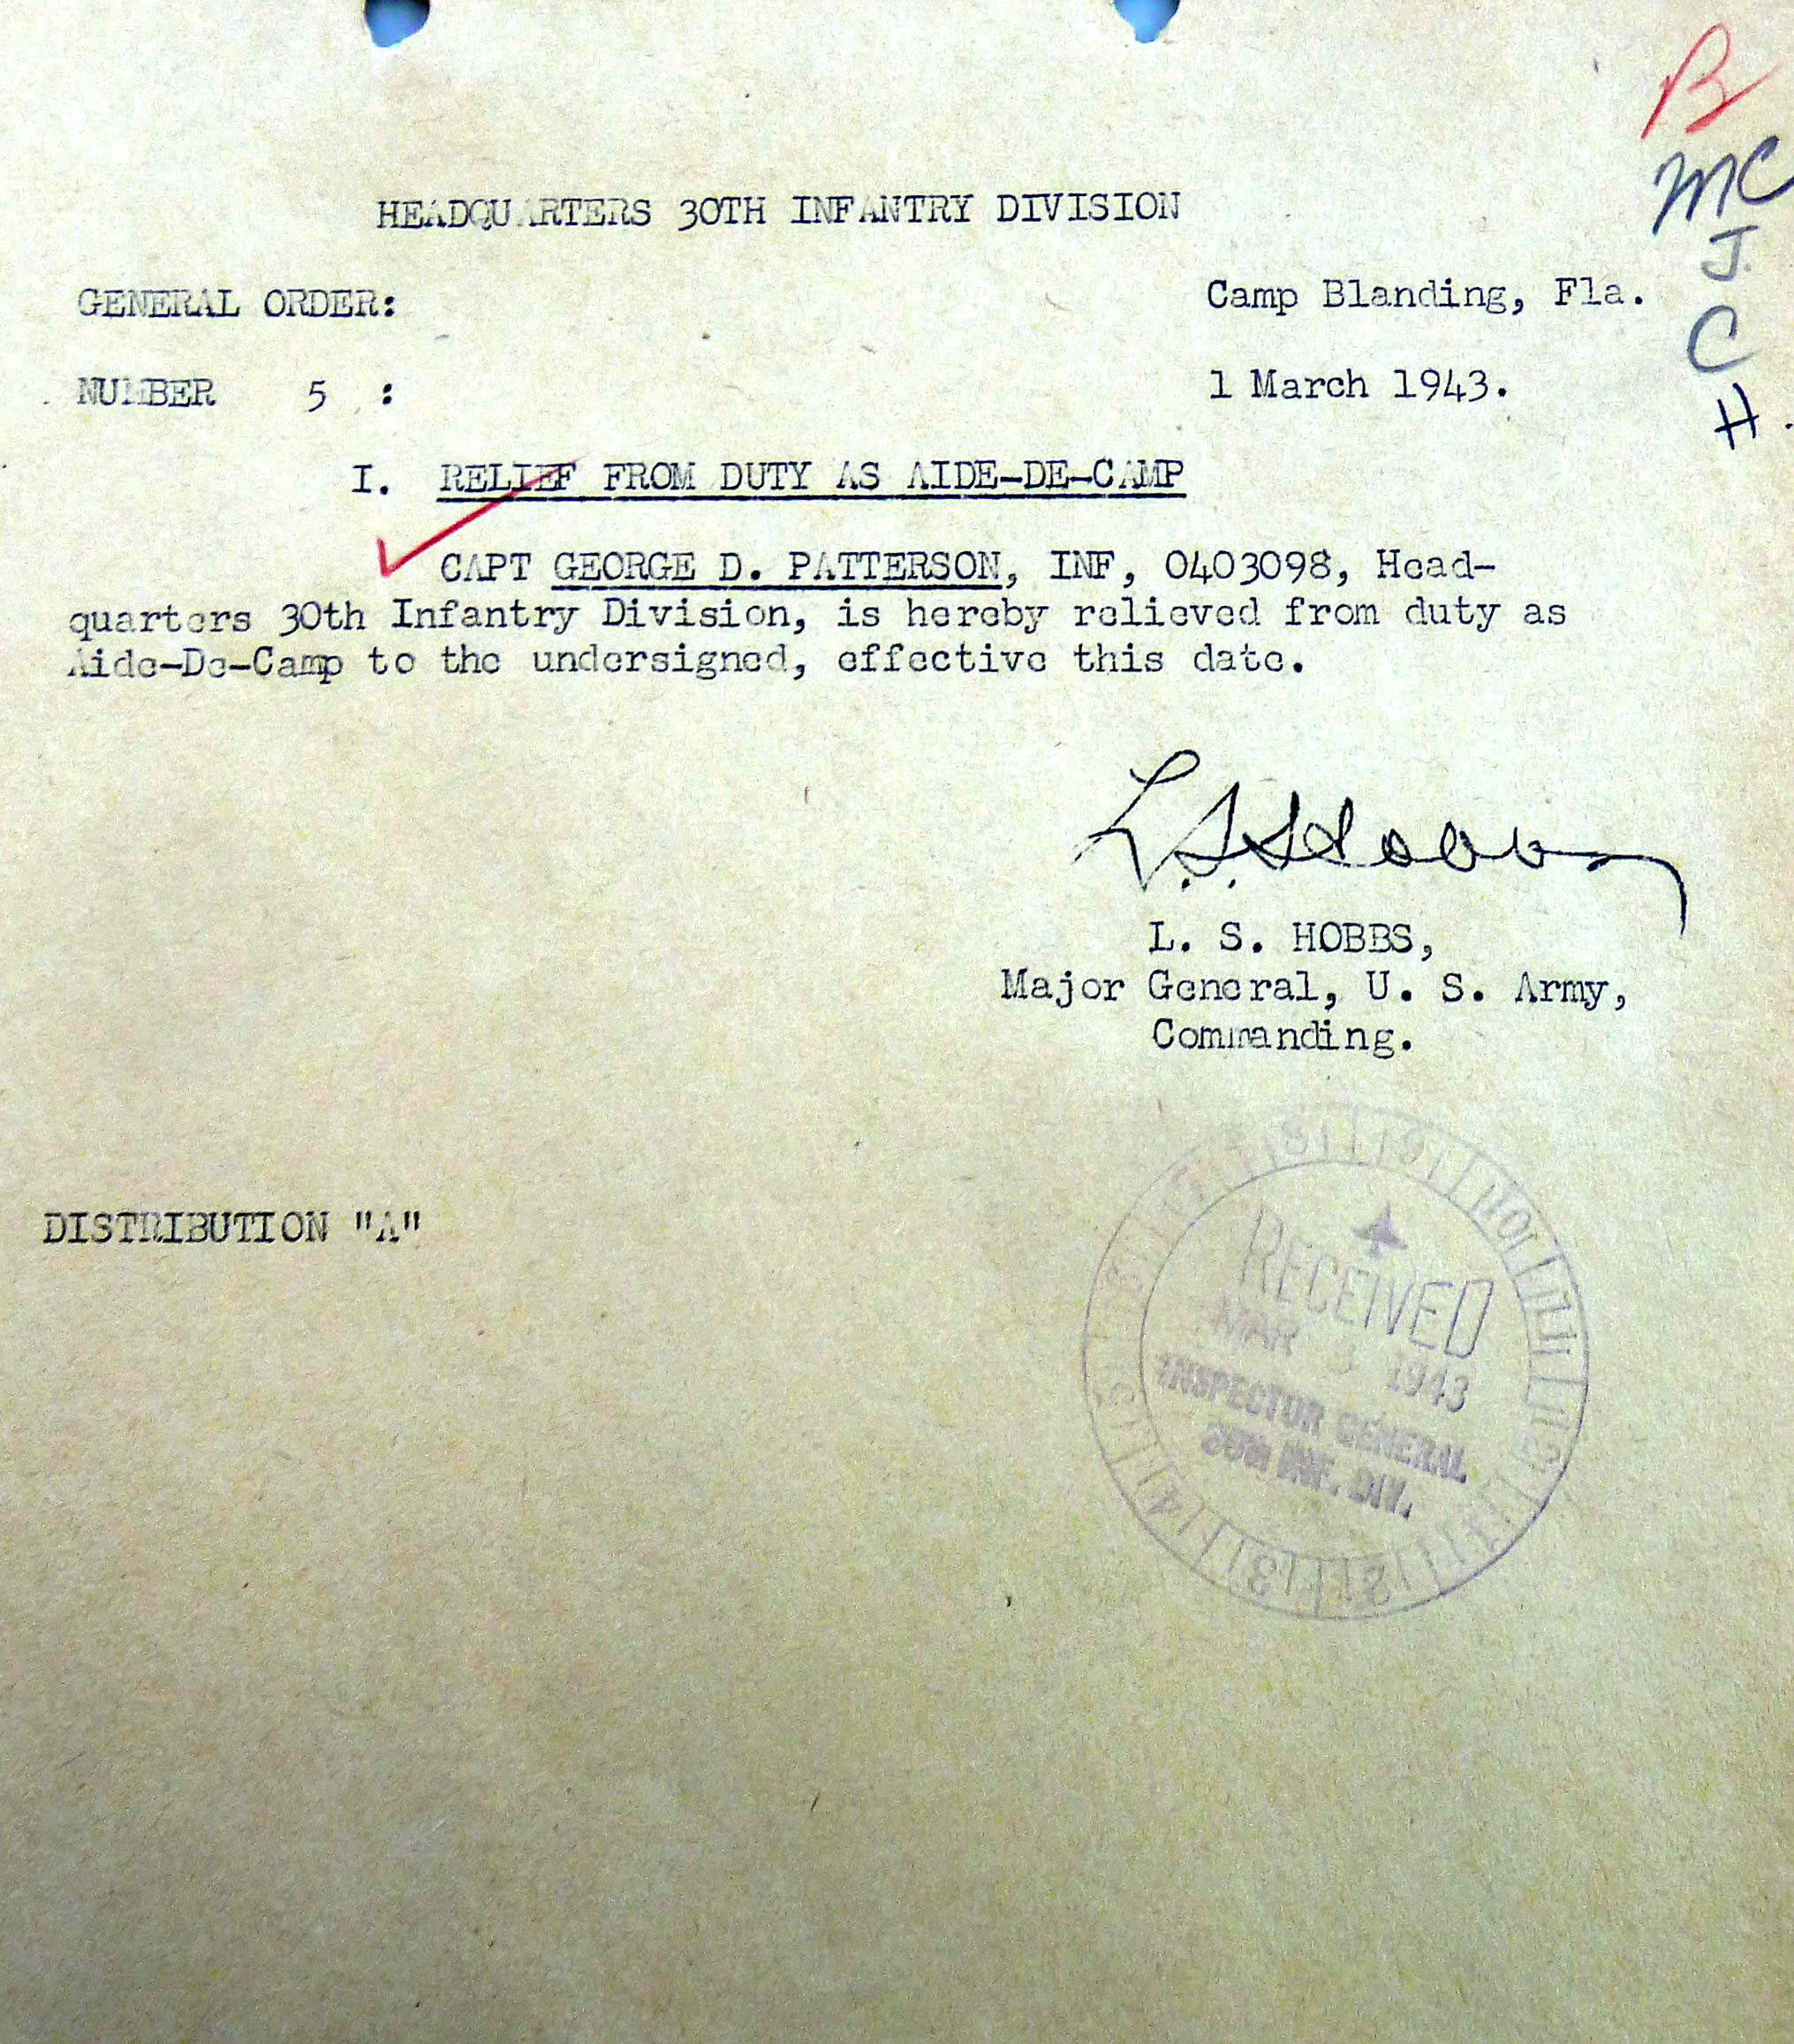 B
MC
J.
C
H.
HEADQUARTERS 30TH INFANTRY DIVISION
GENERAL ORDER: Camp Blanding, Fla.
NUMBER 5 : 1 March 1943.
I. RELIEF FROM DUTY AS AIDE-DE-CAMP
CAPT GEORGE D. PATTERSON, INF, 0403098, Head-
quarters 30th Infantry Division, is hereby relieved from duty as
Aide-De-Camp to the undersigned, effective this date.
L.S. Hobbs
L. S. HOBBS,
Major General, U. S. Army,
Commanding.
DISTRIBUTION "A"
RECEIVED
MAR 3 1943
INSPECTOR GENERAL
30th INF. DIV.